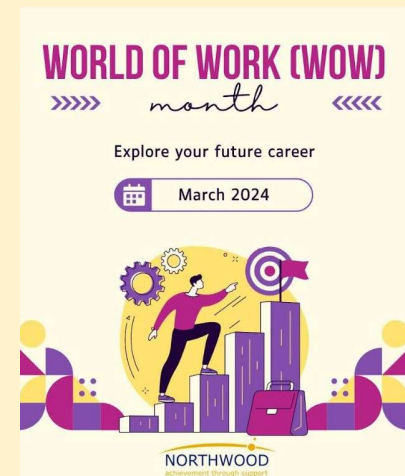 WORLD OF WORK (WOW)
month
Explore your future career
March 2024
NORTHWOOD
achievement through support